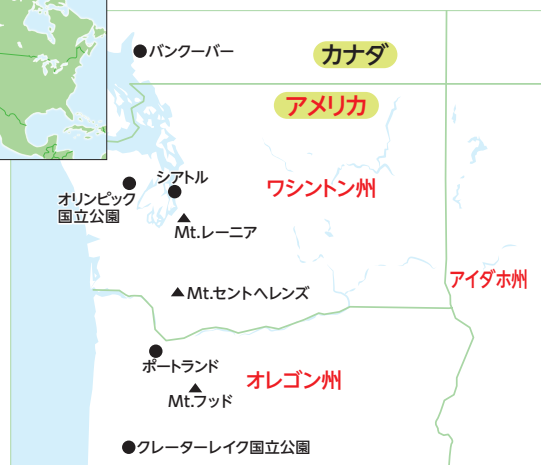 バンクーバー
カナダ
アメリカ
シアトル
オリンピック
国立公園
ワシントン州
Mt.レーニア
アイダホ州
Mt.セントヘレンズ
ポートランド
オレゴン州
Mt.フッド
クレーターレイク国立公園